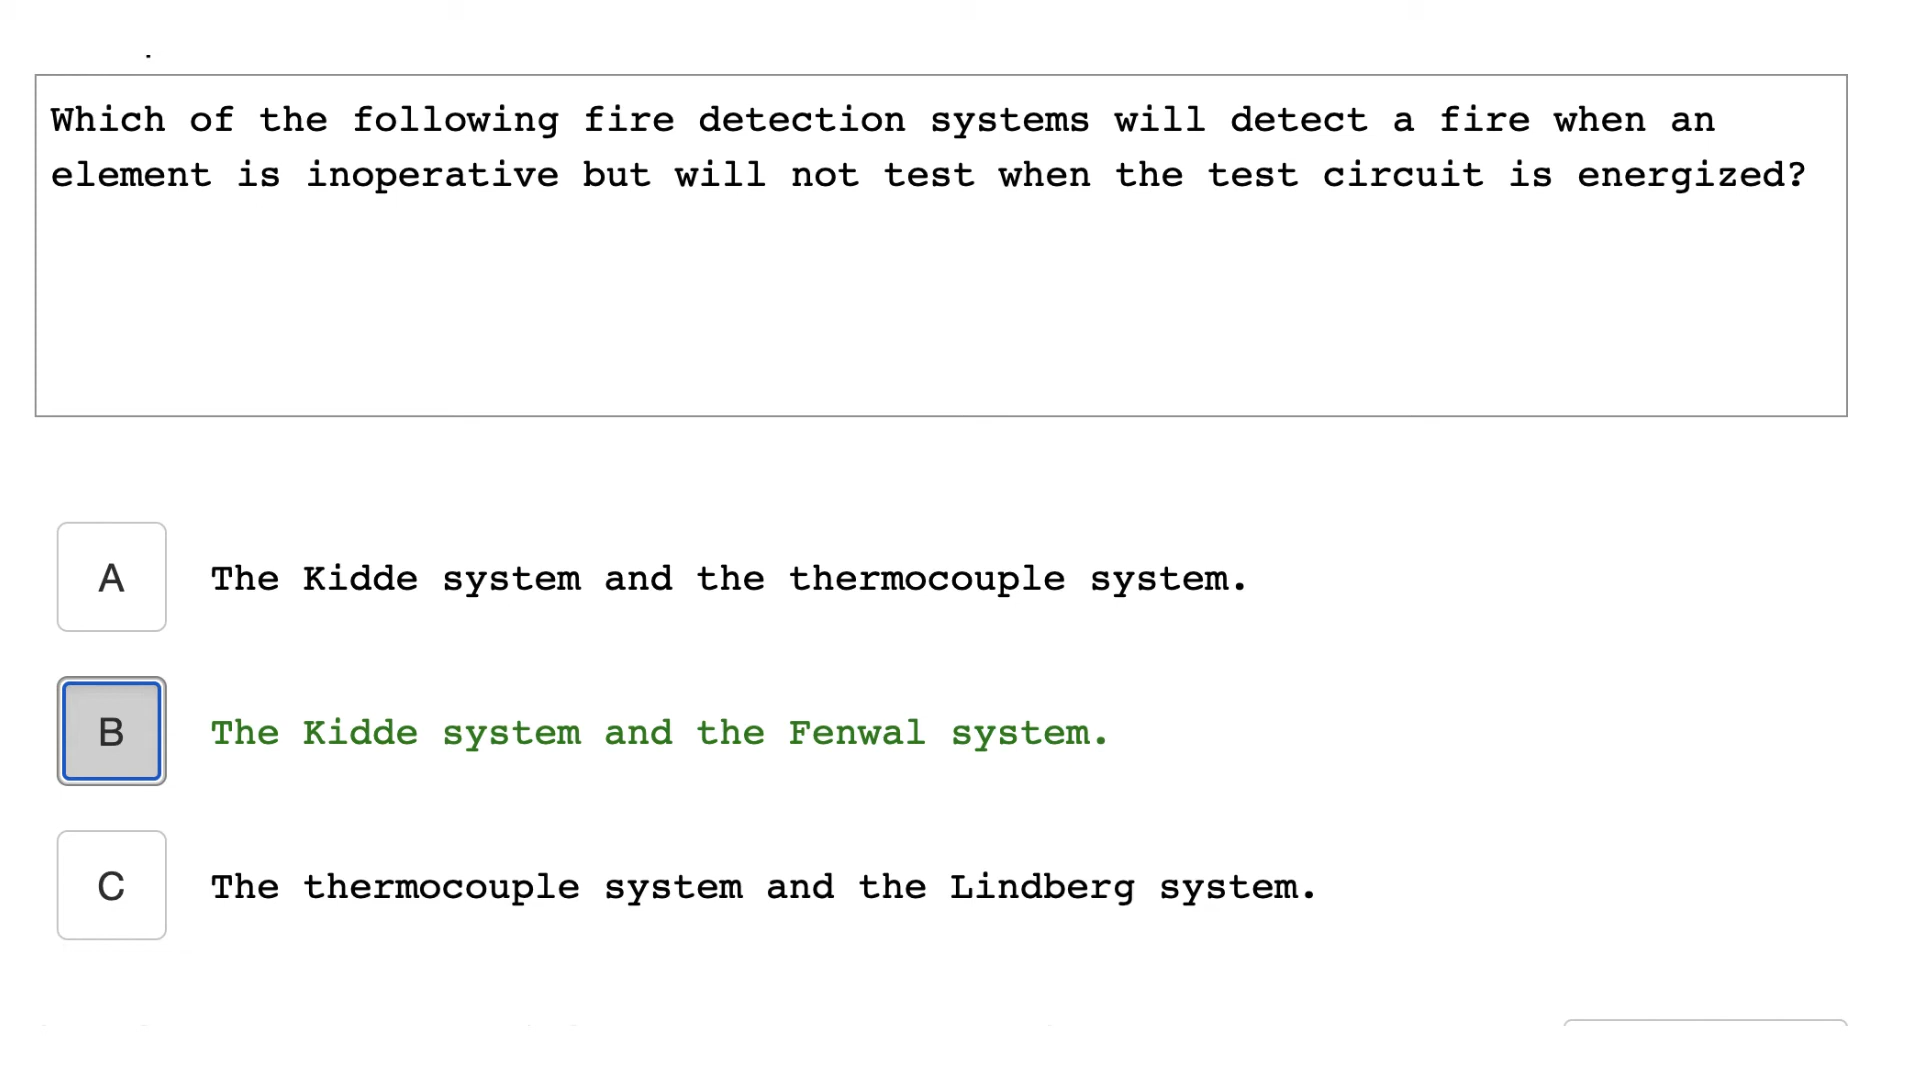 Which of the following fire detection systems will detect a fire when an
element is inoperative but will not test when the test circuit is energized?
A The Kidde system and the thermocouple system.
B The Kidde system and the Fenwal system.
C The thermocouple system and the Lindberg system.